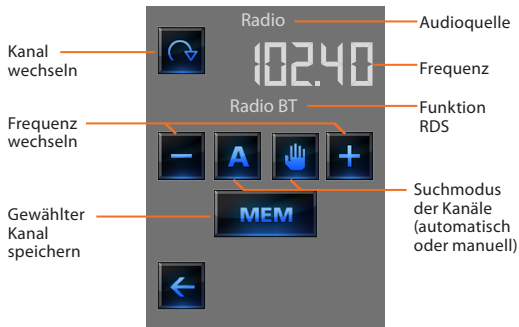 Radio
Audioquelle
Kanal
wechseln
102.40
Frequenz
Radio BT
Funktion
RDS
Frequenz
wechseln
−
A
+
Suchmodus
der Kanäle
(automatisch
oder manuell)
Gewählter
Kanal
speichern
MEM